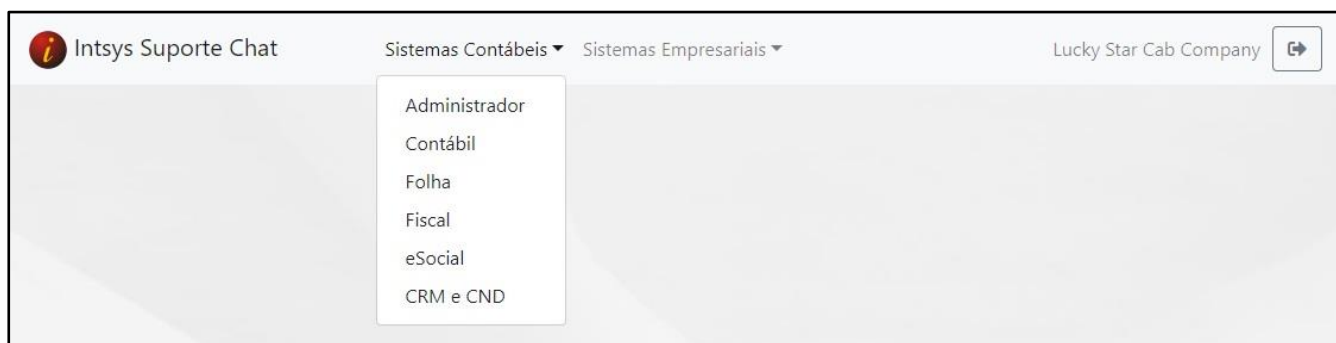 i Intsys Suporte Chat Sistemas Contábeis Sistemas Empresariais Lucky Star Cab Company
Administrador
Contábil
Folha
Fiscal
eSocial
CRM e CND